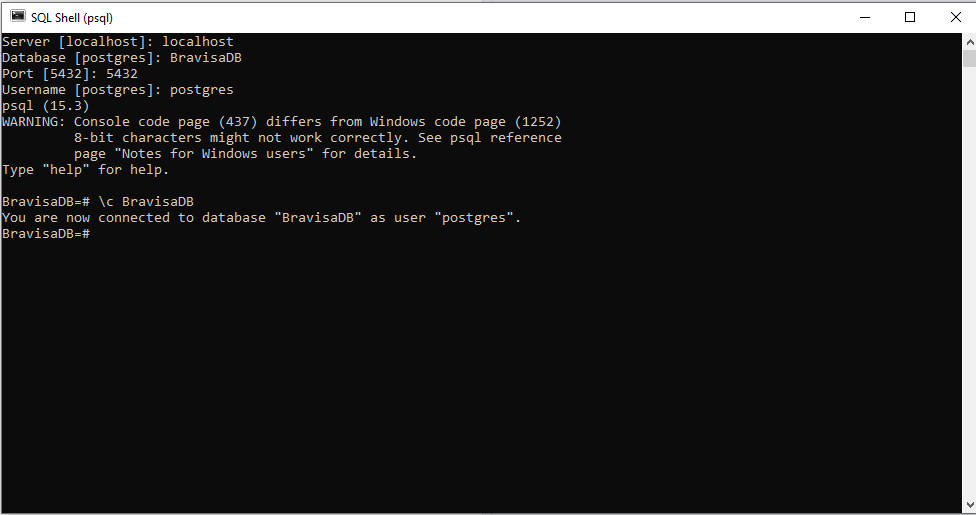 SQL Shell (psql)
Server [localhost]: localhost
Database [postgres]: BravisaDB
Port [5432]: 5432
Username [postgres]: postgres
psql (15.3)
WARNING: Console code page (437) differs from Windows code page (1252)
         8-bit characters might not work correctly. See psql reference
         page "Notes for Windows users" for details.
Type "help" for help.

BravisaDB=# \c BravisaDB
You are now connected to database "BravisaDB" as user "postgres".
BravisaDB=#